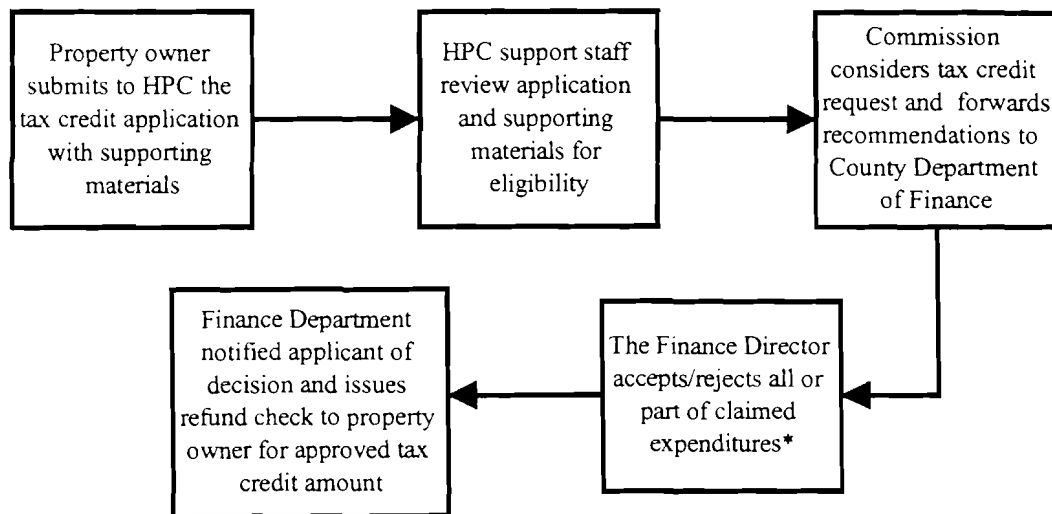 Property owner
submits to HPC the
tax credit application
with supporting
materials
HPC support staff
review application
and supporting
materials for
eligibility
Commission
considers tax credit
request and forwards
recommendations to
County Department
of Finance
The Finance Director
accepts/rejects all or
part of claimed
expenditures*
Finance Department
notified applicant of
decision and issues
refund check to property
owner for approved tax
credit amount